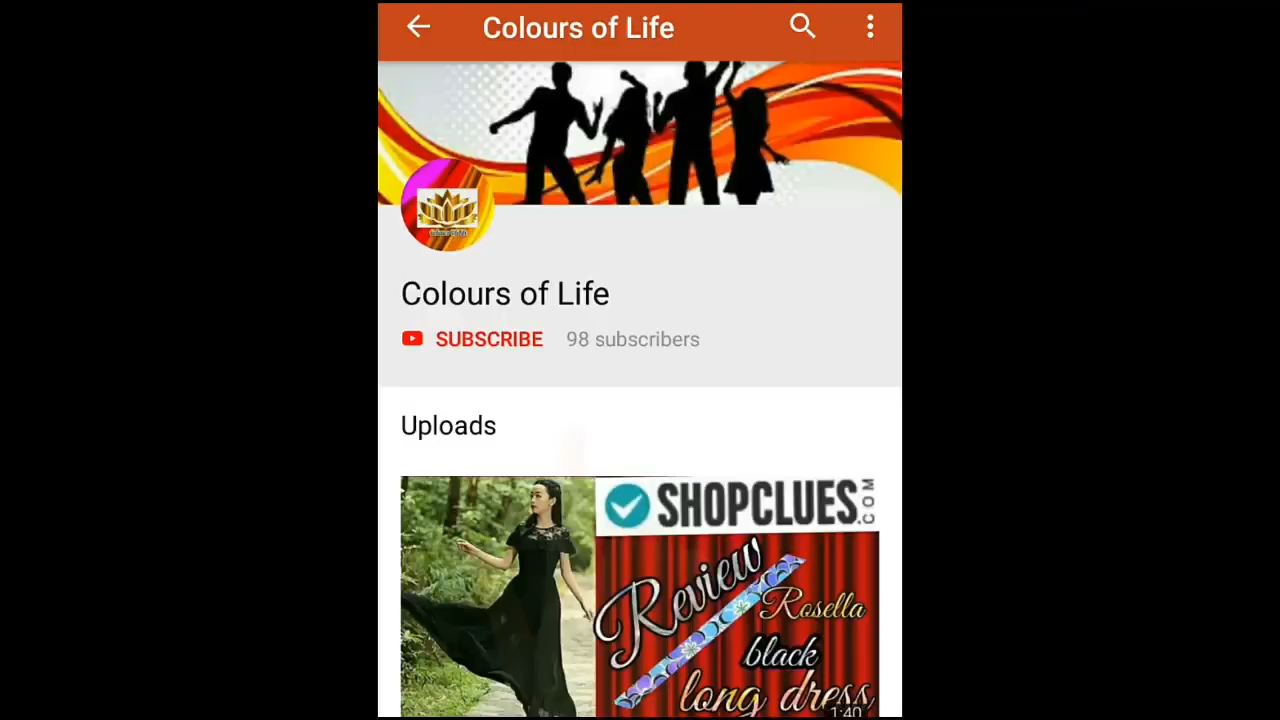 Colours of Life
Colours of Life
SUBSCRIBE 98 subscribers
Uploads
SHOPCLUES.COM
Review
Rosella
black
long dress
1:40